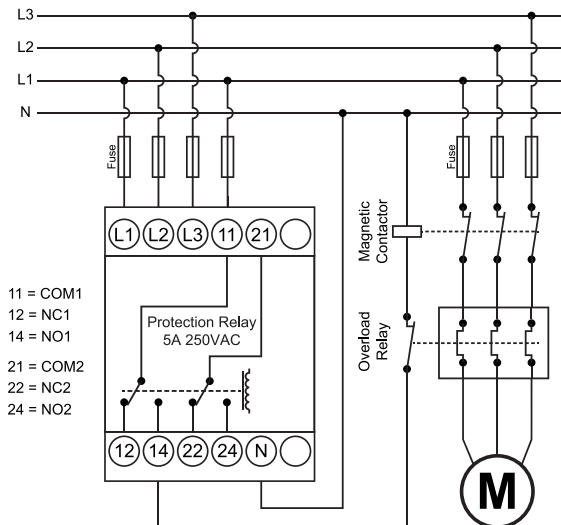 L3
L2
L1
N
Fuse
Fuse
L1 L2 L3 11 21
Magnetic
Contactor
11 = COM1
12 = NC1
14 = NO1
21 = COM2
22 = NC2
24 = NO2
Protection Relay
5A 250VAC
Overload
Relay
12 14 22 24 N
M